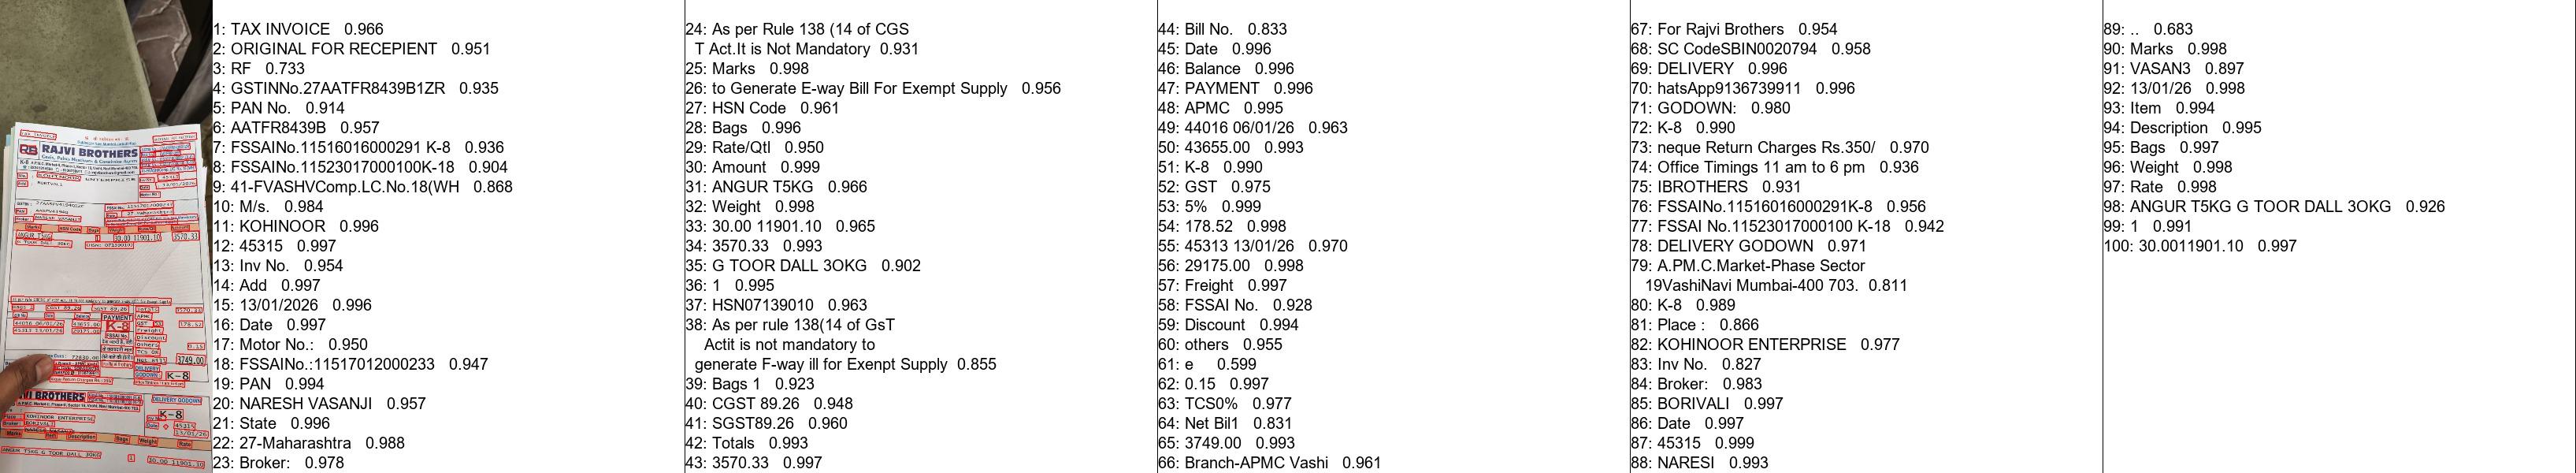 1: TAX INVOICE 0.966
2: ORIGINAL FOR RECEPIENT 0.951
3: RF 0.733
4: GSTINNo.27AATFR8439B1ZR 0.935
5: PAN No. 0.914
6: AATFR8439B 0.957
7: FSSAINo.11516016000291 K-8 0.936
8: FSSAINo.11523017000100K-18 0.904
9: 41-FVASHVComp.LC.No.18(WH 0.868
10: M/s. 0.984
11: KOHINOOR 0.996
12: 45315 0.997
13: Inv No. 0.954
14: Add 0.997
15: 13/01/2026 0.996
16: Date 0.997
17: Motor No.: 0.950
18: FSSAINo.:11517012000233 0.947
19: PAN 0.994
20: NARESH VASANJI 0.957
21: State 0.996
22: 27-Maharashtra 0.988
23: Broker: 0.978
24: As per Rule 138 (14 of CGS
T Act.It is Not Mandatory 0.931
25: Marks 0.998
26: to Generate E-way Bill For Exempt Supply 0.956
27: HSN Code 0.961
28: Bags 0.996
29: Rate/Qtl 0.950
30: Amount 0.999
31: ANGUR T5KG 0.966
32: Weight 0.998
33: 30.00 11901.10 0.965
34: 3570.33 0.993
35: G TOOR DALL 3OKG 0.902
36: 1 0.995
37: HSN07139010 0.963
38: As per rule 138(14 of GsT
Actit is not mandatory to
generate F-way ill for Exenpt Supply 0.855
39: Bags 1 0.923
40: CGST 89.26 0.948
41: SGST89.26 0.960
42: Totals 0.993
43: 3570.33 0.997
44: Bill No. 0.833
45: Date 0.996
46: Balance 0.996
47: PAYMENT 0.996
48: APMC 0.995
49: 44016 06/01/26 0.963
50: 43655.00 0.993
51: K-8 0.990
52: GST 0.975
53: 5% 0.999
54: 178.52 0.998
55: 45313 13/01/26 0.970
56: 29175.00 0.998
57: Freight 0.997
58: FSSAI No. 0.928
59: Discount 0.994
60: others 0.955
61: e 0.599
62: 0.15 0.997
63: TCS0% 0.977
64: Net Bil1 0.831
65: 3749.00 0.993
66: Branch-APMC Vashi 0.961
67: For Rajvi Brothers 0.954
68: SC CodeSBIN0020794 0.958
69: DELIVERY 0.996
70: hatsApp9136739911 0.996
71: GODOWN: 0.980
72: K-8 0.990
73: neque Return Charges Rs.350/ 0.970
74: Office Timings 11 am to 6 pm 0.936
75: IBROTHERS 0.931
76: FSSAINo.11516016000291K-8 0.956
77: FSSAI No.11523017000100 K-18 0.942
78: DELIVERY GODOWN 0.971
79: A.PM.C.Market-Phase Sector
19VashiNavi Mumbai-400 703. 0.811
80: K-8 0.989
81: Place : 0.866
82: KOHINOOR ENTERPRISE 0.977
83: Inv No. 0.827
84: Broker: 0.983
85: BORIVALI 0.997
86: Date 0.997
87: 45315 0.999
88: NARESI 0.993
89: .. 0.683
90: Marks 0.998
91: VASAN3 0.897
92: 13/01/26 0.998
93: Item 0.994
94: Description 0.995
95: Bags 0.997
96: Weight 0.998
97: Rate 0.998
98: ANGUR T5KG G TOOR DALL 3OKG 0.926
99: 1 0.991
100: 30.0011901.10 0.997